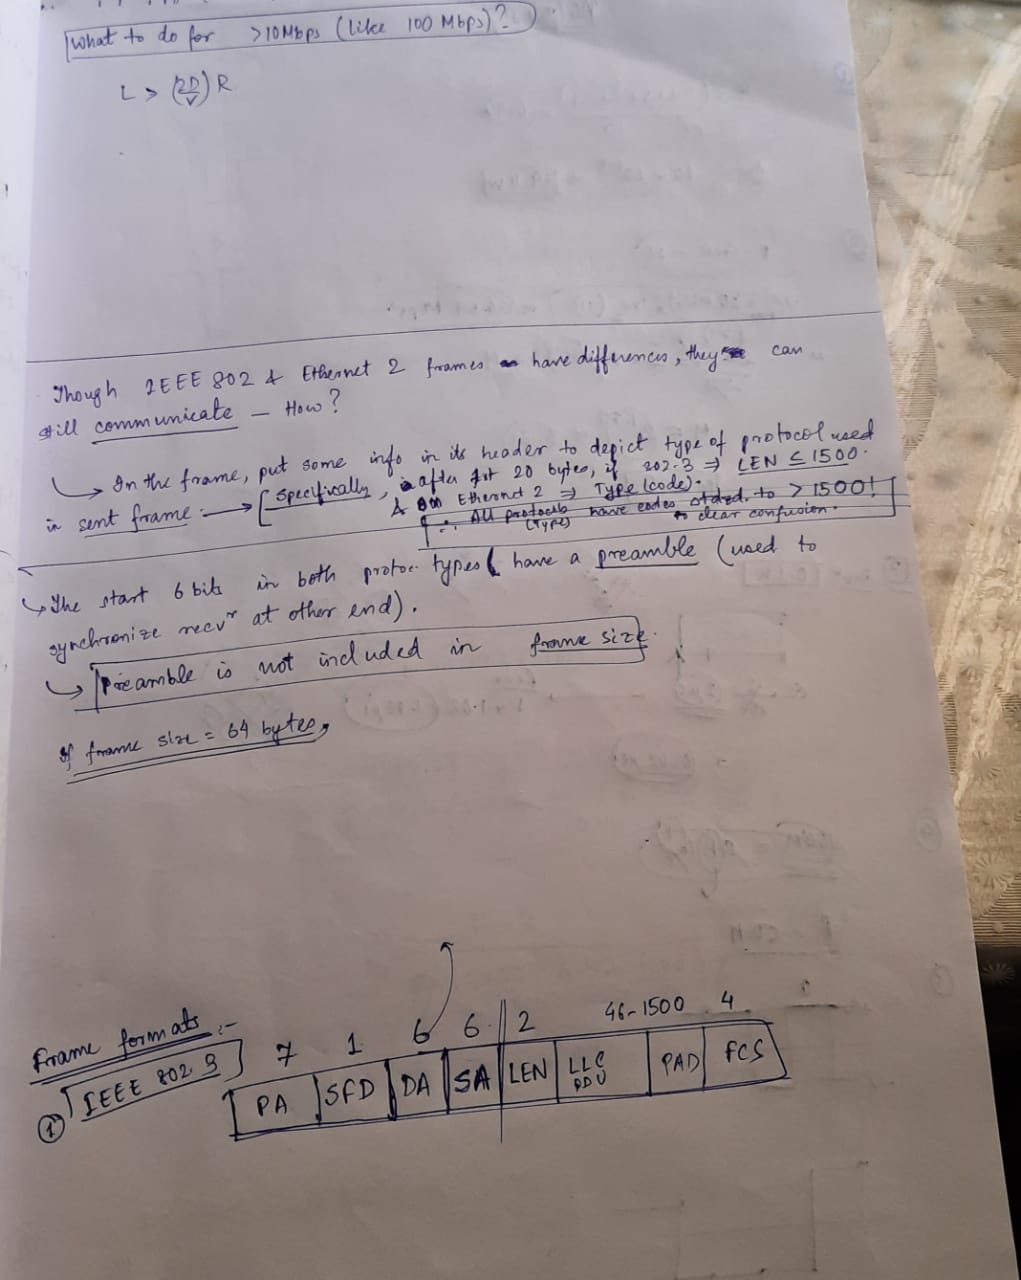 What to do for >10Mbps (like 100 Mbps)?
L > (2D/V) R
Though IEEE 802 & Ethernet 2 frames have differences, they can
still communicate – How?
↳ In the frame, put some info in its header to depict type of protocol used
in sent frame. → [Specifically, after 1st 20 bytes, if 802.3 ⇒ LEN ≤ 1500.
& Ethernet 2 ⇒ Type (code).
∴ All protocols have codes stded. to > 1500!
(Types) to clear confusion.
↳ The start 6 bits in both protoc. types have a preamble (used to
synchronize recvr at other end).
↳ Preamble is not included in frame size.
If frame size = 64 bytes,
Frame formats :-
① IEEE 802.3
7 1 6 6 2 46-1500 4
PA SFD DA SA LEN LLC PDU PAD FCS